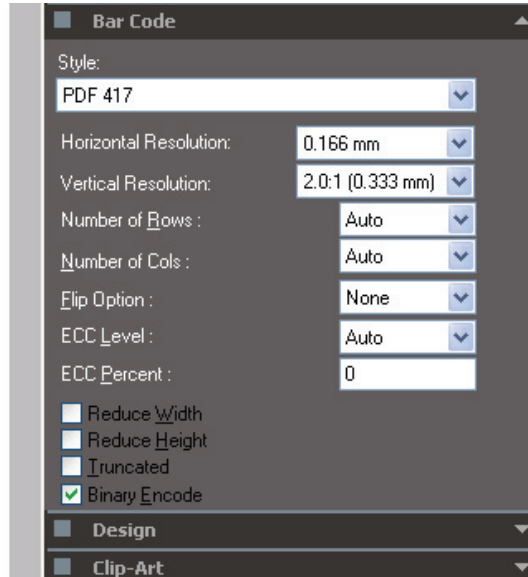 Bar Code
Style:
PDF 417
Horizontal Resolution: 0.166 mm
Vertical Resolution: 2.0:1 (0.333 mm)
Number of Rows : Auto
Number of Cols : Auto
Flip Option : None
ECC Level : Auto
ECC Percent : 0
Reduce Width
Reduce Height
Truncated
Binary Encode
Design
Clip-Art